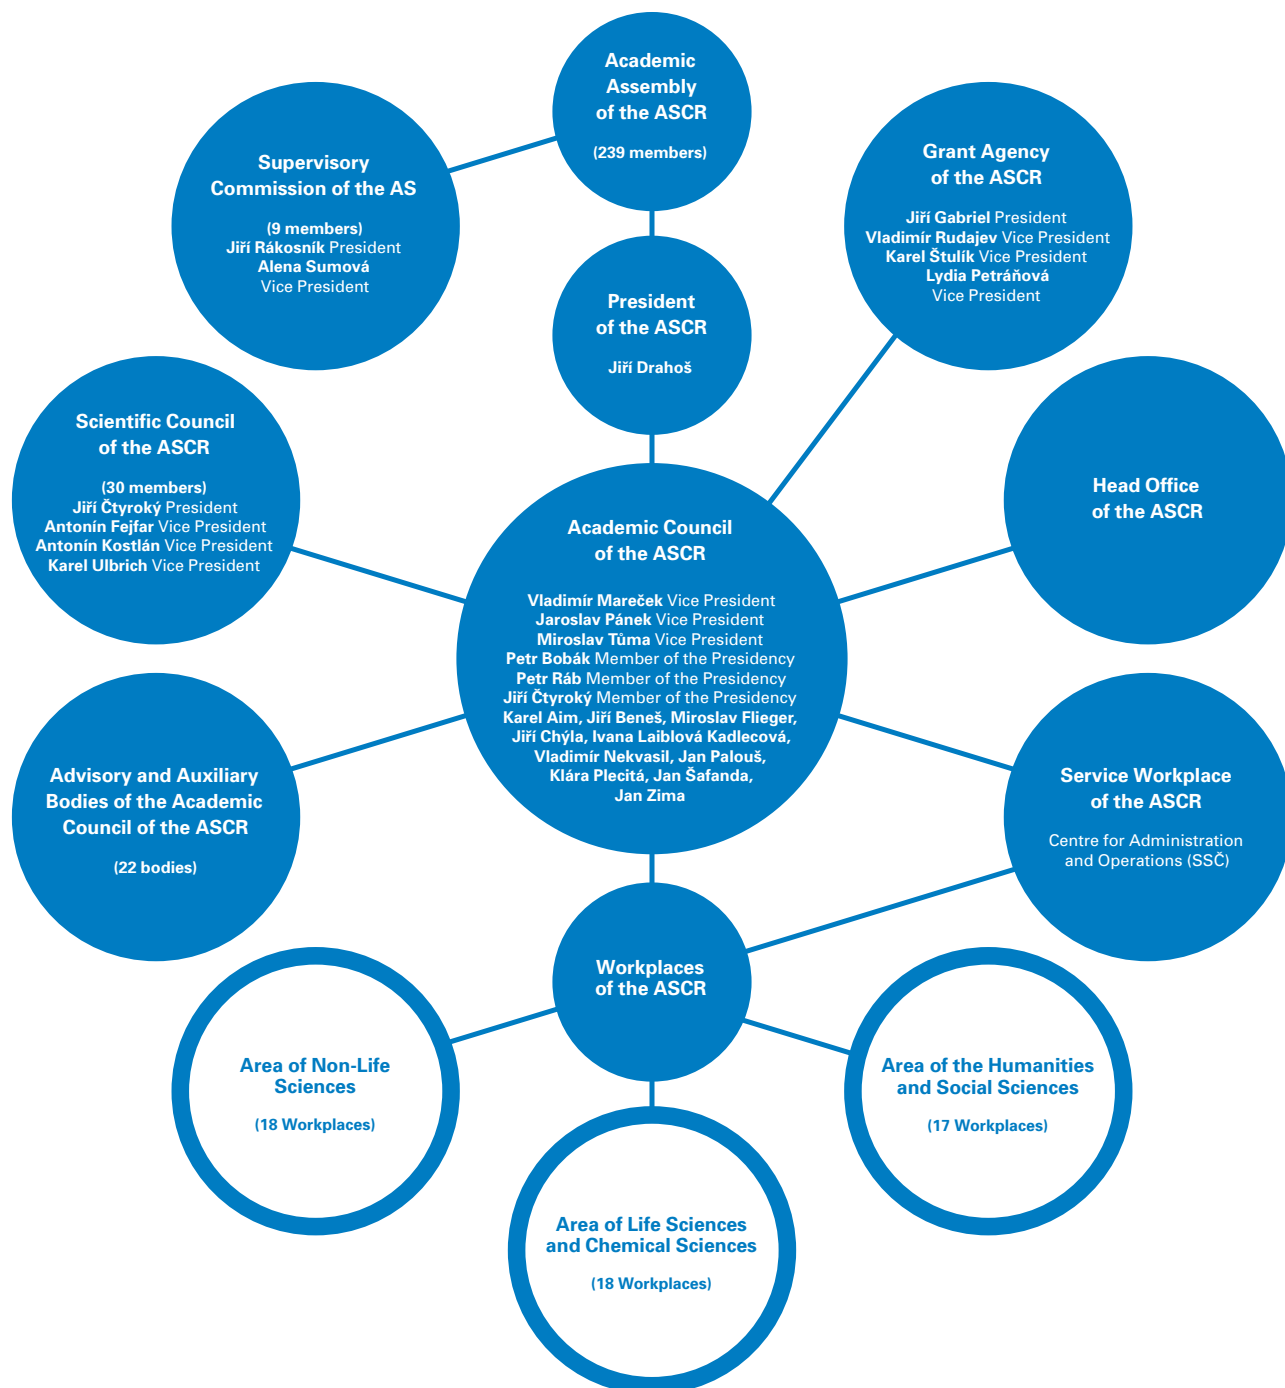 Academic
Assembly
of the ASCR
(239 members)
Supervisory
Commission of the AS
(9 members)
Jiří Rákosník President
Alena Sumová
Vice President
Grant Agency
of the ASCR
Jiří Gabriel President
Vladimír Rudajev Vice President
Karel Štulík Vice President
Lydia Petráňová
Vice President
President
of the ASCR
Jiří Drahoš
Scientific Council
of the ASCR
(30 members)
Jiří Čtyroký President
Antonín Fejfar Vice President
Antonín Kostlán Vice President
Karel Ulbrich Vice President
Head Office
of the ASCR
Academic Council
of the ASCR
Vladimír Mareček Vice President
Jaroslav Pánek Vice President
Miroslav Tůma Vice President
Petr Bobák Member of the Presidency
Petr Ráb Member of the Presidency
Jiří Čtyroký Member of the Presidency
Karel Aim, Jiří Beneš, Miroslav Flieger,
Jiří Chýla, Ivana Laiblová Kadlecová,
Vladimír Nekvasil, Jan Palouš,
Klára Plecitá, Jan Šafanda,
Jan Zima
Advisory and Auxiliary
Bodies of the Academic
Council of the ASCR
(22 bodies)
Service Workplace
of the ASCR
Centre for Administration
and Operations (SSČ)
Workplaces
of the ASCR
Area of Non-Life
Sciences
(18 Workplaces)
Area of the Humanities
and Social Sciences
(17 Workplaces)
Area of Life Sciences
and Chemical Sciences
(18 Workplaces)